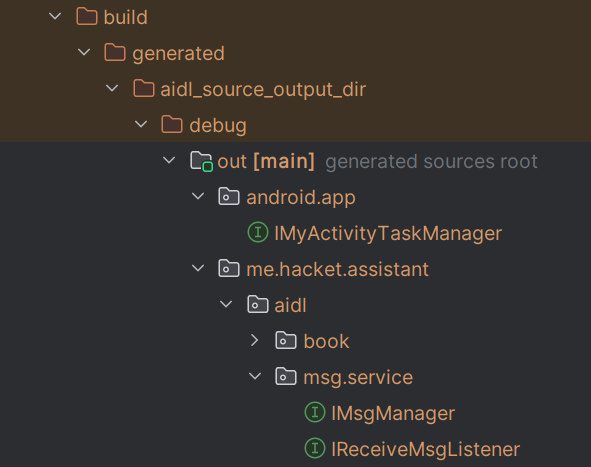 build
generated
aidl_source_output_dir
debug
out [main] generated sources root
android.app
I IMyActivityTaskManager
me.hacket.assistant
aidl
book
msg.service
I IMsgManager
I IReceiveMsgListener